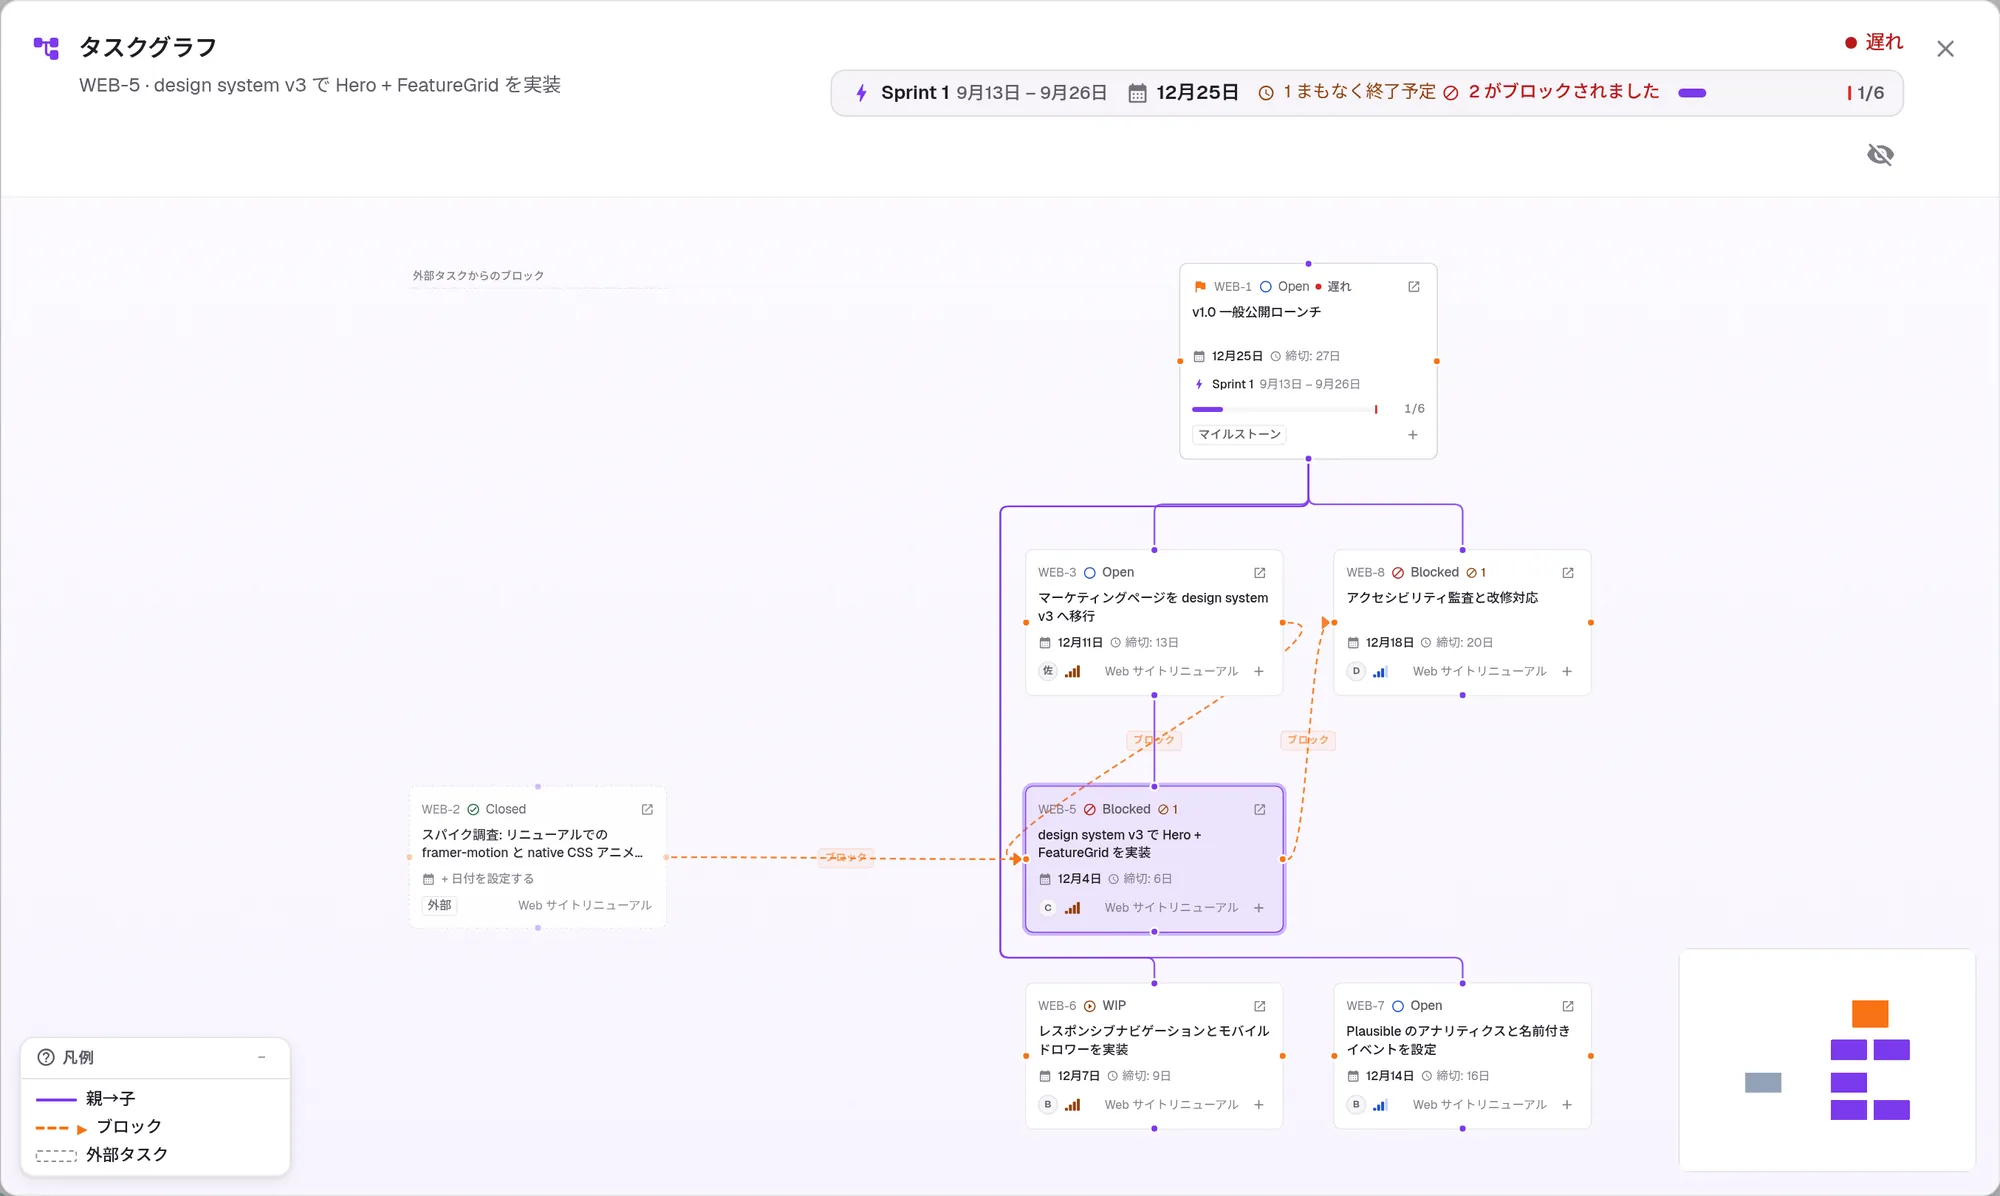 タスクグラフ
WEB-5 · design system v3 で Hero + FeatureGrid を実装
遅れ
Sprint 1 9月13日 – 9月26日 12月25日 1 まもなく終了予定 2 がブロックされました 1/6
外部タスクからのブロック
WEB-1 Open 遅れ
v1.0 一般公開ローンチ
12月25日 締切: 27日
Sprint 1 9月13日 – 9月26日
1/6
マイルストーン +
WEB-3 Open
マーケティングページを design system
v3 へ移行
12月11日 締切: 13日
佐 Web サイトリニューアル +
WEB-8 Blocked 1
アクセシビリティ監査と改修対応
12月18日 締切: 20日
D Web サイトリニューアル +
ブロック
ブロック
WEB-2 Closed
スパイク調査: リニューアルでの
framer-motion と native CSS アニメ...
+ 日付を設定する
外部 Web サイトリニューアル
ブロック
WEB-5 Blocked 1
design system v3 で Hero +
FeatureGrid を実装
12月4日 締切: 6日
C Web サイトリニューアル +
WEB-6 WIP
レスポンシブナビゲーションとモバイル
ドロワーを実装
12月7日 締切: 9日
B Web サイトリニューアル +
WEB-7 Open
Plausible のアナリティクスと名前付き
イベントを設定
12月14日 締切: 16日
B Web サイトリニューアル +
凡例
親→子
ブロック
外部タスク